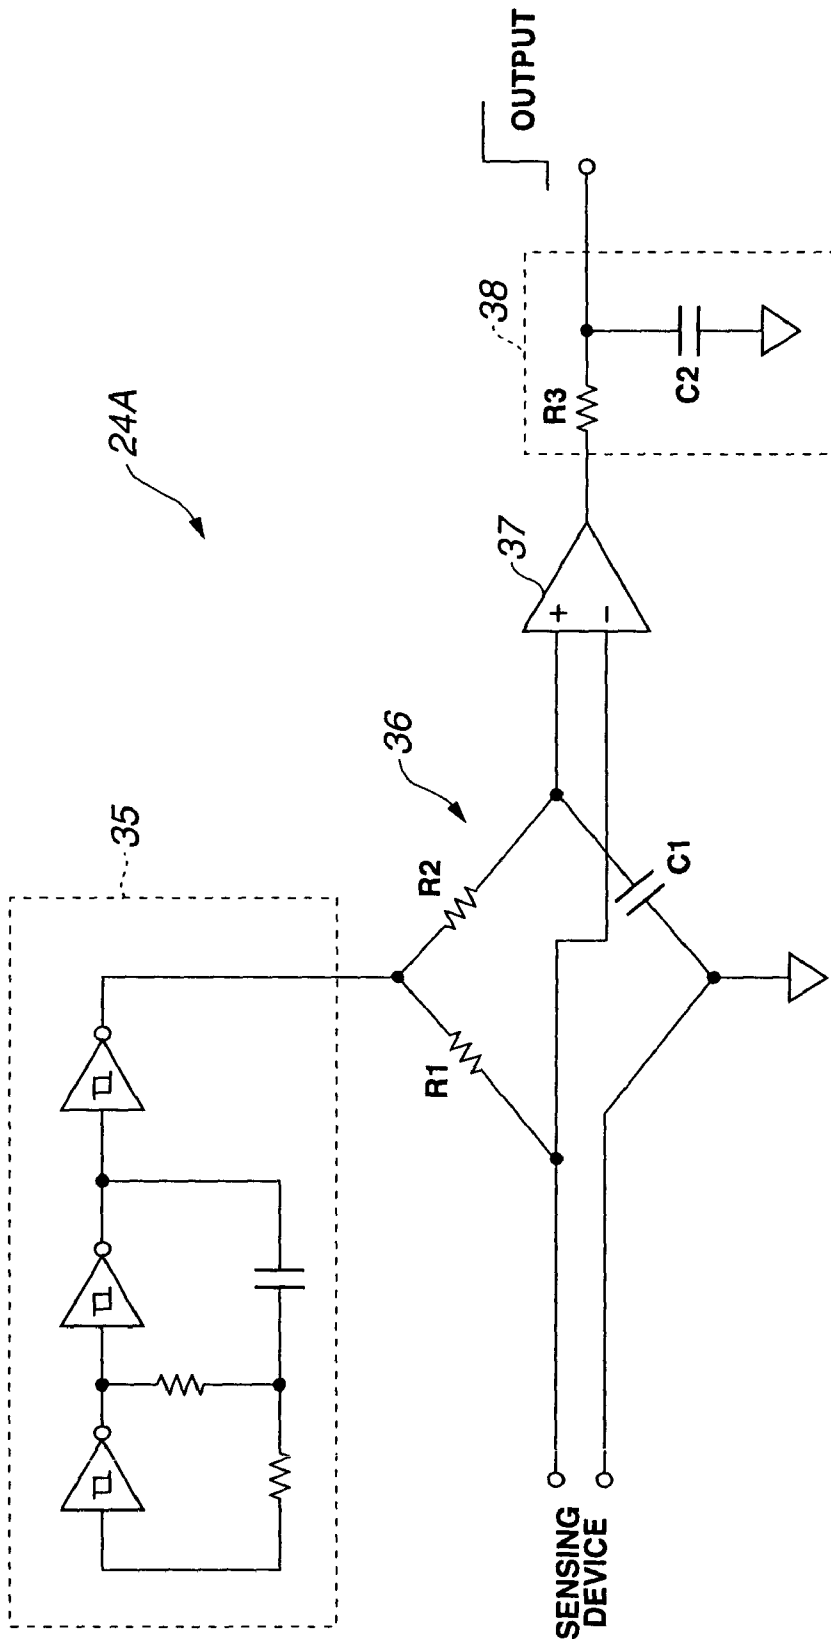 24A
35
36
R1
R2
C1
37
+
−
38
R3
C2
OUTPUT
SENSING
DEVICE